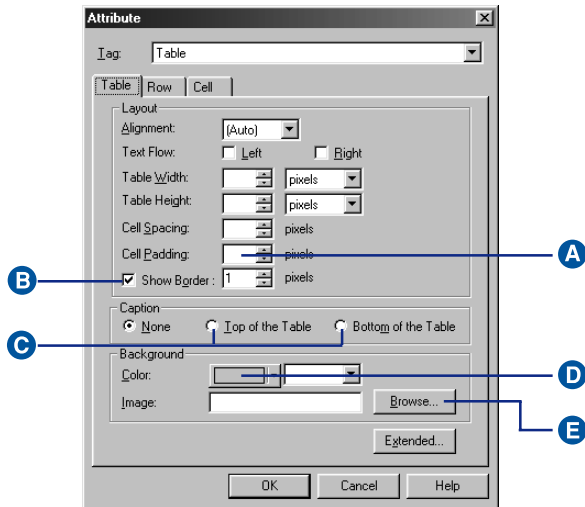 Attribute
Tag: Table
Table Row Cell
Layout
Alignment: (Auto)
Text Flow: Left Right
Table Width: pixels
Table Height: pixels
Cell Spacing: pixels
Cell Padding: pixels
A
B
Show Border: 1 pixels
Caption
None Top of the Table Bottom of the Table
C
Background
Color:
D
Image: Browse...
E
Extended...
OK Cancel Help